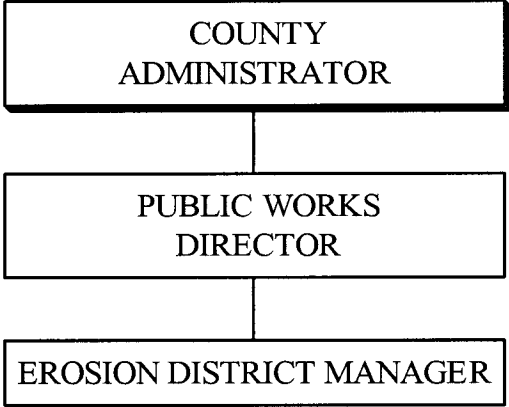 COUNTY
ADMINISTRATOR
PUBLIC WORKS
DIRECTOR
EROSION DISTRICT MANAGER